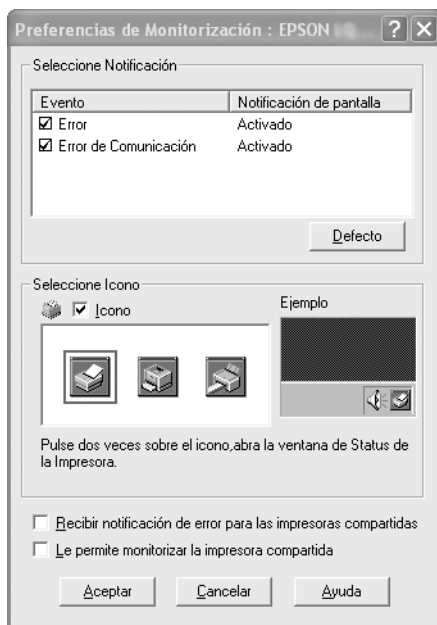 Preferencias de Monitorización : EPSON
Seleccione Notificación
Evento Notificación de pantalla
Error Activado
Error de Comunicación Activado
Defecto
Seleccione Icono
Icono
Ejemplo
Pulse dos veces sobre el icono,abra la ventana de Status de
la Impresora.
Recibir notificación de error para las impresoras compartidas
Le permite monitorizar la impresora compartida
Aceptar Cancelar Ayuda